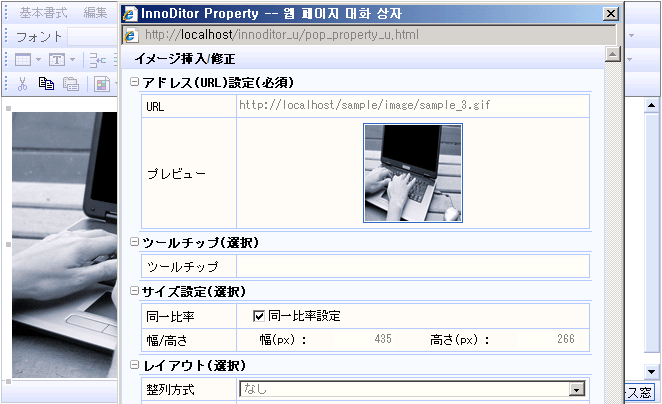 基本書式 編集
フォント
InnoDitor Property -- 웹 페이지 대화 상자
http://localhost/innoditor_u/pop_property_u.html
イメージ挿入/修正
アドレス(URL)設定(必須)
URL http://localhost/sample/image/sample_3.gif
プレビュー
ツールチップ(選択)
ツールチップ
サイズ設定(選択)
同一比率 同一比率設定
幅/高さ 幅(px) : 435 高さ(px) : 266
レイアウト(選択)
整列方式 なし
ス窓